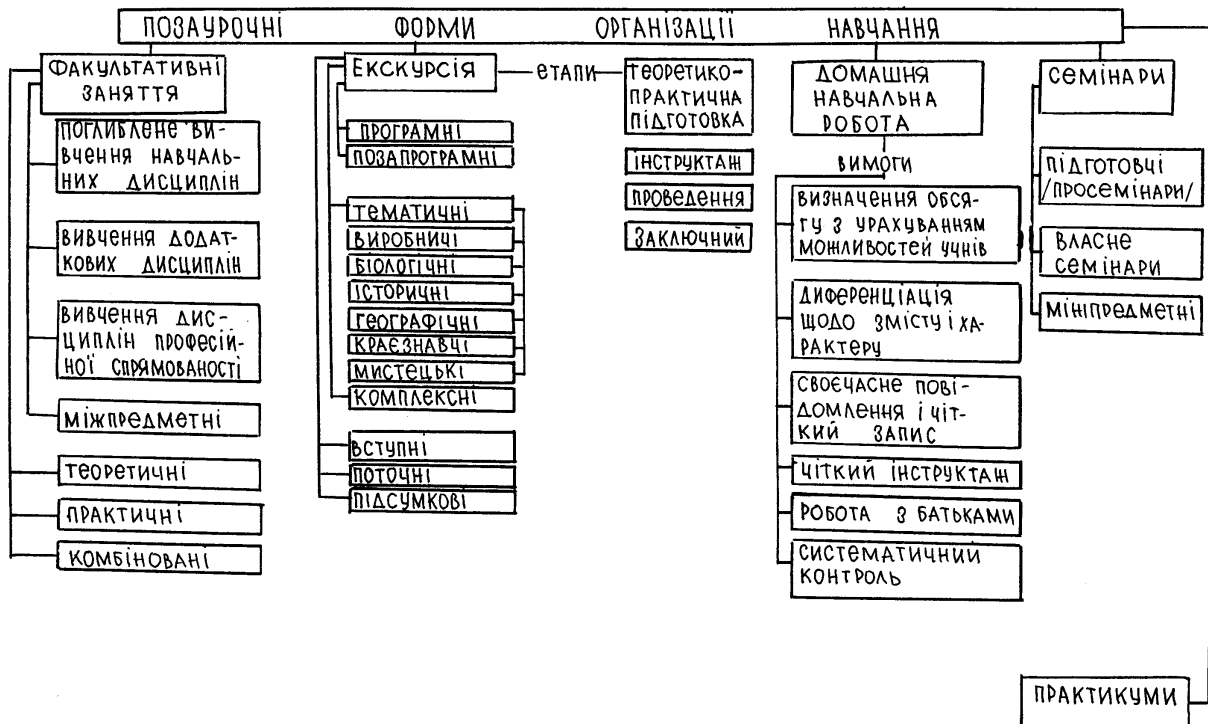 ПОЗАУРОЧНІ ФОРМИ ОРГАНІЗАЦІЇ НАВЧАННЯ
ФАКУЛЬТАТИВНІ
ЗАНЯТТЯ
ПОГЛИБЛЕНЕ ВИ-
ВЧЕННЯ НАВЧАЛЬ-
НИХ ДИСЦИПЛІН
ВИВЧЕННЯ ДОДАТ-
КОВИХ ДИСЦИПЛІН
ВИВЧЕННЯ ДИС-
ЦИПЛІН ПРОФЕСІЙ-
НОЇ СПРЯМОВАНОСТІ
МІЖПРЕДМЕТНІ
ТЕОРЕТИЧНІ
ПРАКТИЧНІ
КОМБІНОВАНІ
ЕКСКУРСІЯ
ПРОГРАМНІ
ПОЗАПРОГРАМНІ
ТЕМАТИЧНІ
ВИРОБНИЧІ
БІОЛОГІЧНІ
ІСТОРИЧНІ
ГЕОГРАФІЧНІ
КРАЄЗНАВЧІ
МИСТЕЦЬКІ
КОМПЛЕКСНІ
ВСТУПНІ
ПОТОЧНІ
ПІДСУМКОВІ
ЕТАПИ
ТЕОРЕТИКО-
ПРАКТИЧНА
ПІДГОТОВКА
ІНСТРУКТАЖ
ПРОВЕДЕННЯ
ЗАКЛЮЧНИЙ
ДОМАШНЯ
НАВЧАЛЬНА
РОБОТА
ВИМОГИ
ВИЗНАЧЕННЯ ОБСЯ-
ГУ З УРАХУВАННЯМ
МОЖЛИВОСТЕЙ УЧНІВ
ДИФЕРЕНЦІАЦІЯ
ЩОДО ЗМІСТУ І ХА-
РАКТЕРУ
СВОЄЧАСНЕ ПОВІ-
ДОМЛЕННЯ І ЧІТ-
КИЙ ЗАПИС
ЧІТКИЙ ІНСТРУКТАЖ
РОБОТА З БАТЬКАМИ
СИСТЕМАТИЧНИЙ
КОНТРОЛЬ
СЕМІНАРИ
ПІДГОТОВЧІ
/ПРОСЕМІНАРИ/
ВЛАСНЕ
СЕМІНАРИ
МІНІПРЕДМЕТНІ
ПРАКТИКУМИ